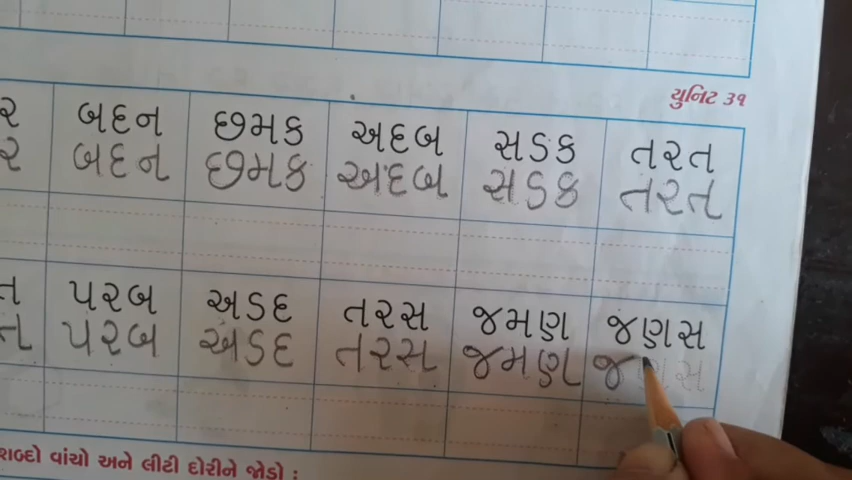 યુનિટ ૩૧
ર બદન છમક અદબ સડક તરત
ર બદન છમક અદબ સડક તરત
ત પરબ અડદ તરસ જમણ જણસ
ત પરબ અડદ તરસ જમણ જણસ
શબ્દો વાંચો અને લીટી દોરીને જોડો :